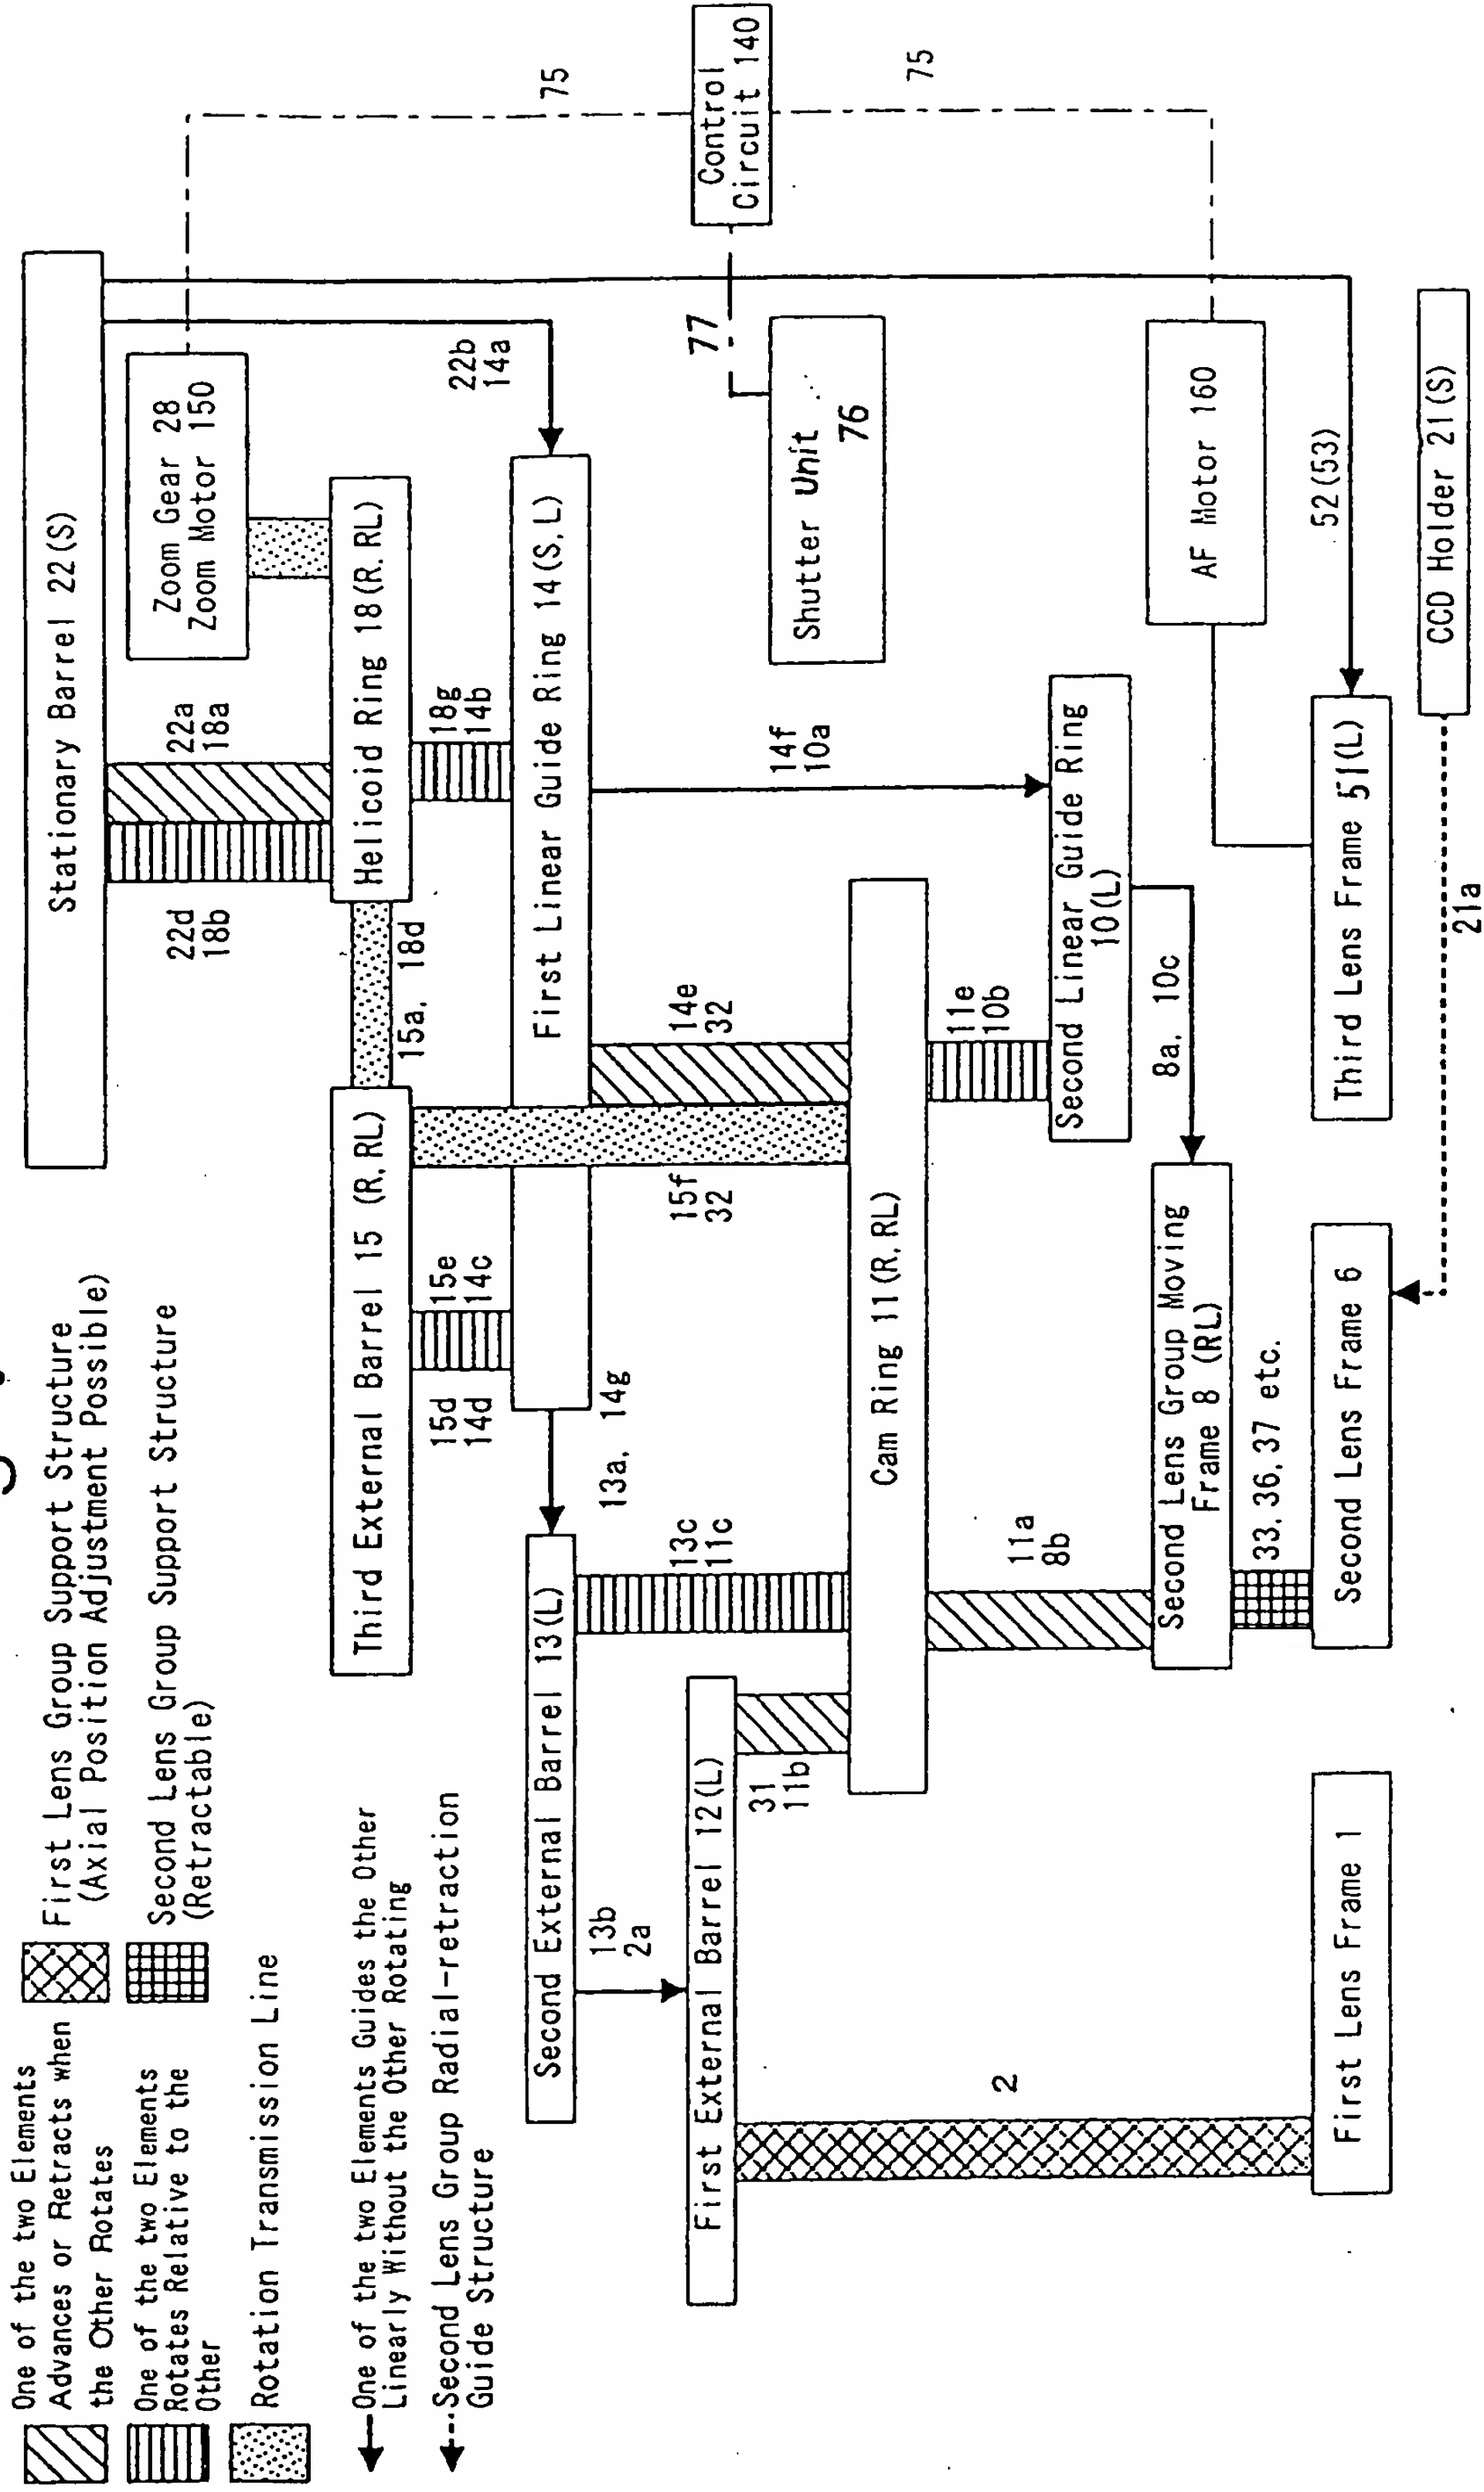 One of the two Elements
Advances or Retracts when
the Other Rotates
One of the two Elements
Rotates Relative to the
Other
Rotation Transmission Line
First Lens Group Support Structure
(Axial Position Adjustment Possible)
Second Lens Group Support Structure
(Retractable)
One of the two Elements Guides the Other
Linearly Without the Other Rotating
Second Lens Group Radial-retraction
Guide Structure
Stationary Barrel 22(S)
22d
18b
22a
18a
Zoom Gear 28
Zoom Motor 150
75
Third External Barrel 15 (R, RL)
15a, 18d
Helicoid Ring 18(R, RL)
15d
14d
15e
14c
18g
14b
22b
14a
Second External Barrel 13(L)
13a, 14g
First Linear Guide Ring 14(S, L)
13b
2a
13c
11c
15f
32
14e
32
14f
10a
77
Control
Circuit 140
Shutter Unit
76
75
First External Barrel 12(L)
31
11b
Cam Ring 11(R, RL)
11e
10b
Second Linear Guide Ring
10(L)
11a
8b
8a, 10c
Second Lens Group Moving
Frame 8 (RL)
33, 36, 37 etc.
AF Motor 160
52(53)
2
First Lens Frame 1
Second Lens Frame 6
Third Lens Frame 51(L)
21a
CCD Holder 21(S)